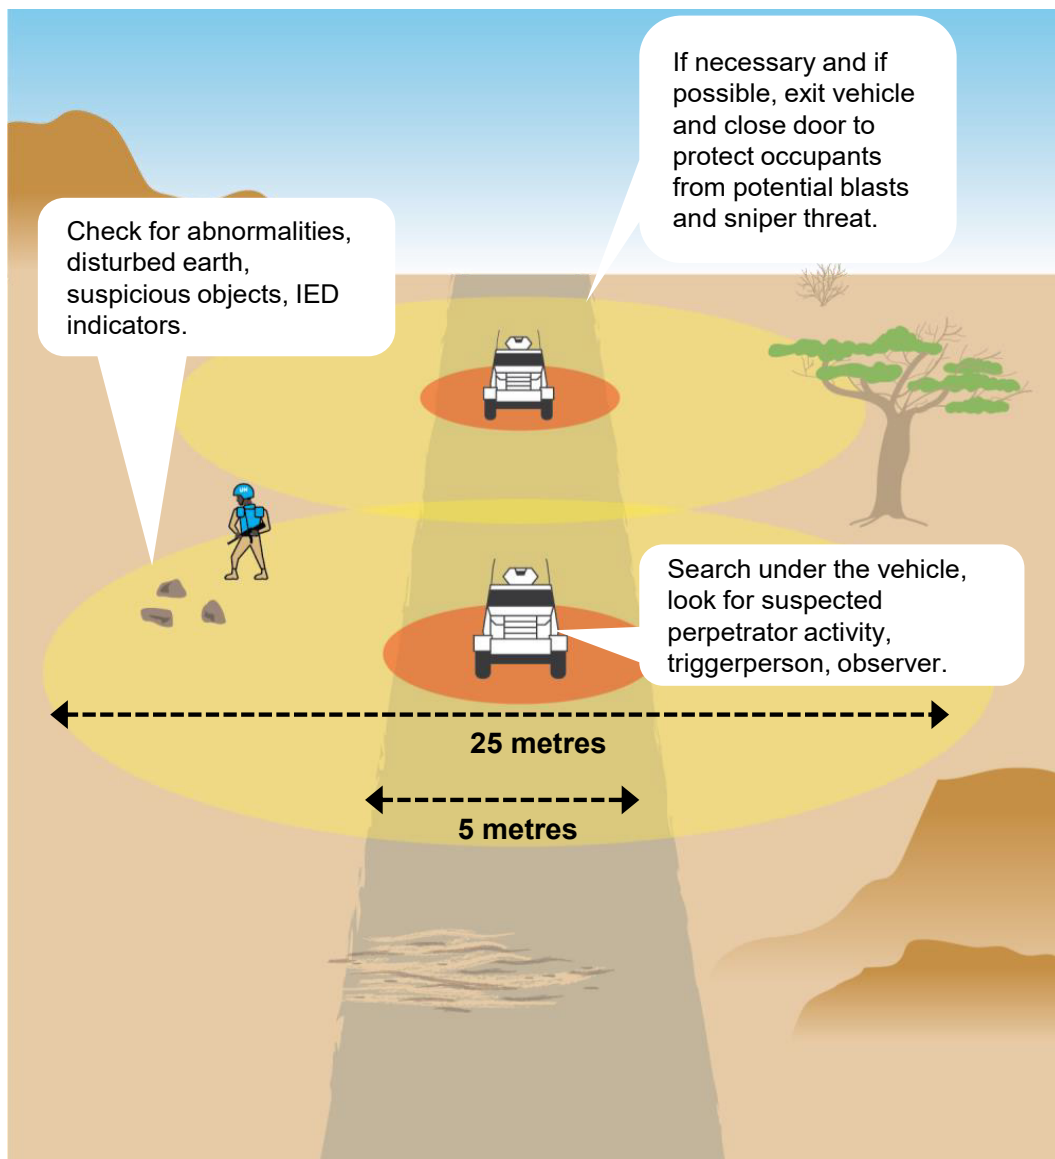 If necessary and if
possible, exit vehicle
and close door to
protect occupants
from potential blasts
and sniper threat.
Check for abnormalities,
disturbed earth,
suspicious objects, IED
indicators.
UN
Search under the vehicle,
look for suspected
perpetrator activity,
triggerperson, observer.
25 metres
5 metres